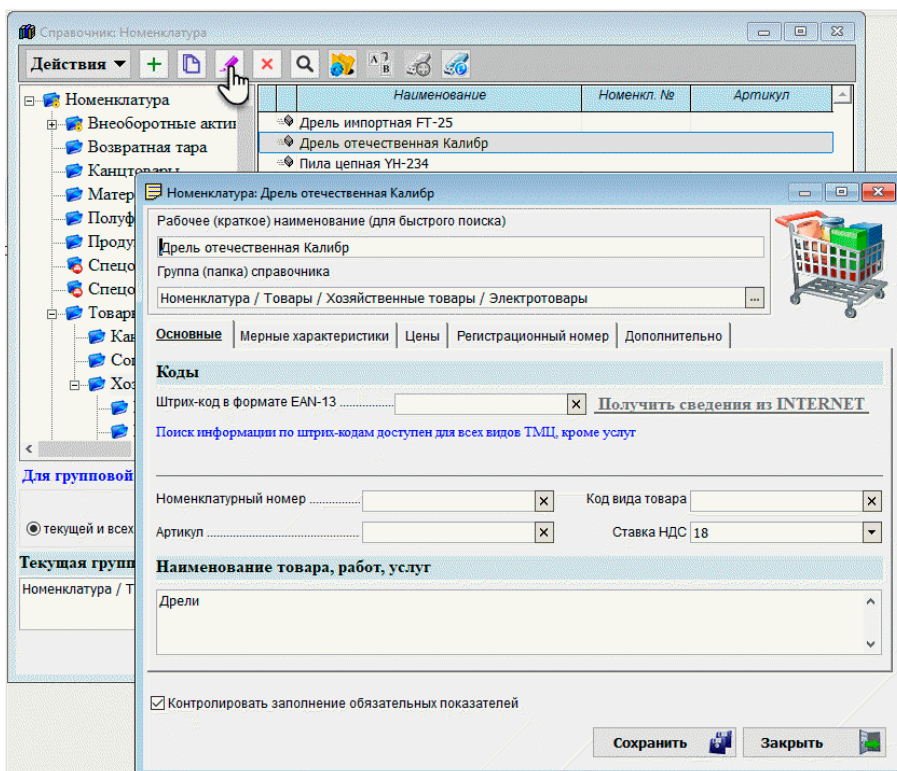 Справочник: Номенклатура
Действия
Наименование Номенкл. № Артикул
Номенклатура
Внеоборотные
Возвратная тара
Канцтовары
Дрель импортная FT-25
Дрель отечественная Калибр
Пила цепная YH-234
Номенклатура: Дрель отечественная Калибр
Рабочее (краткое) наименование (для быстрого поиска)
Дрель отечественная Калибр
Группа (папка) справочника
Номенклатура / Товары / Хозяйственные товары / Электротовары
Основные Мерные характеристики Цены Регистрационный номер Дополнительно
Коды
Штрих-код в формате EAN-13 Получить сведения из INTERNET
Поиск информации по штрих-кодам доступен для всех видов ТМЦ, кроме услуг
Номенклатурный номер Код вида товара
Артикул Ставка НДС 18
Наименование товара, работ, услуг
Дрели
Контролировать заполнение обязательных показателей
Сохранить Закрыть
Для групповой
текущей и всех
Текущая
Номенклатура /